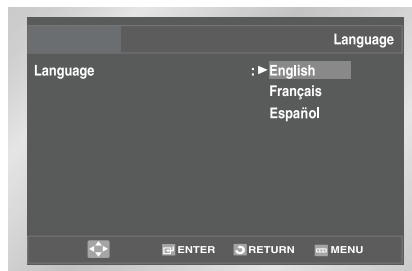 Language
Language : ►English
Français
Español
ENTER RETURN MENU